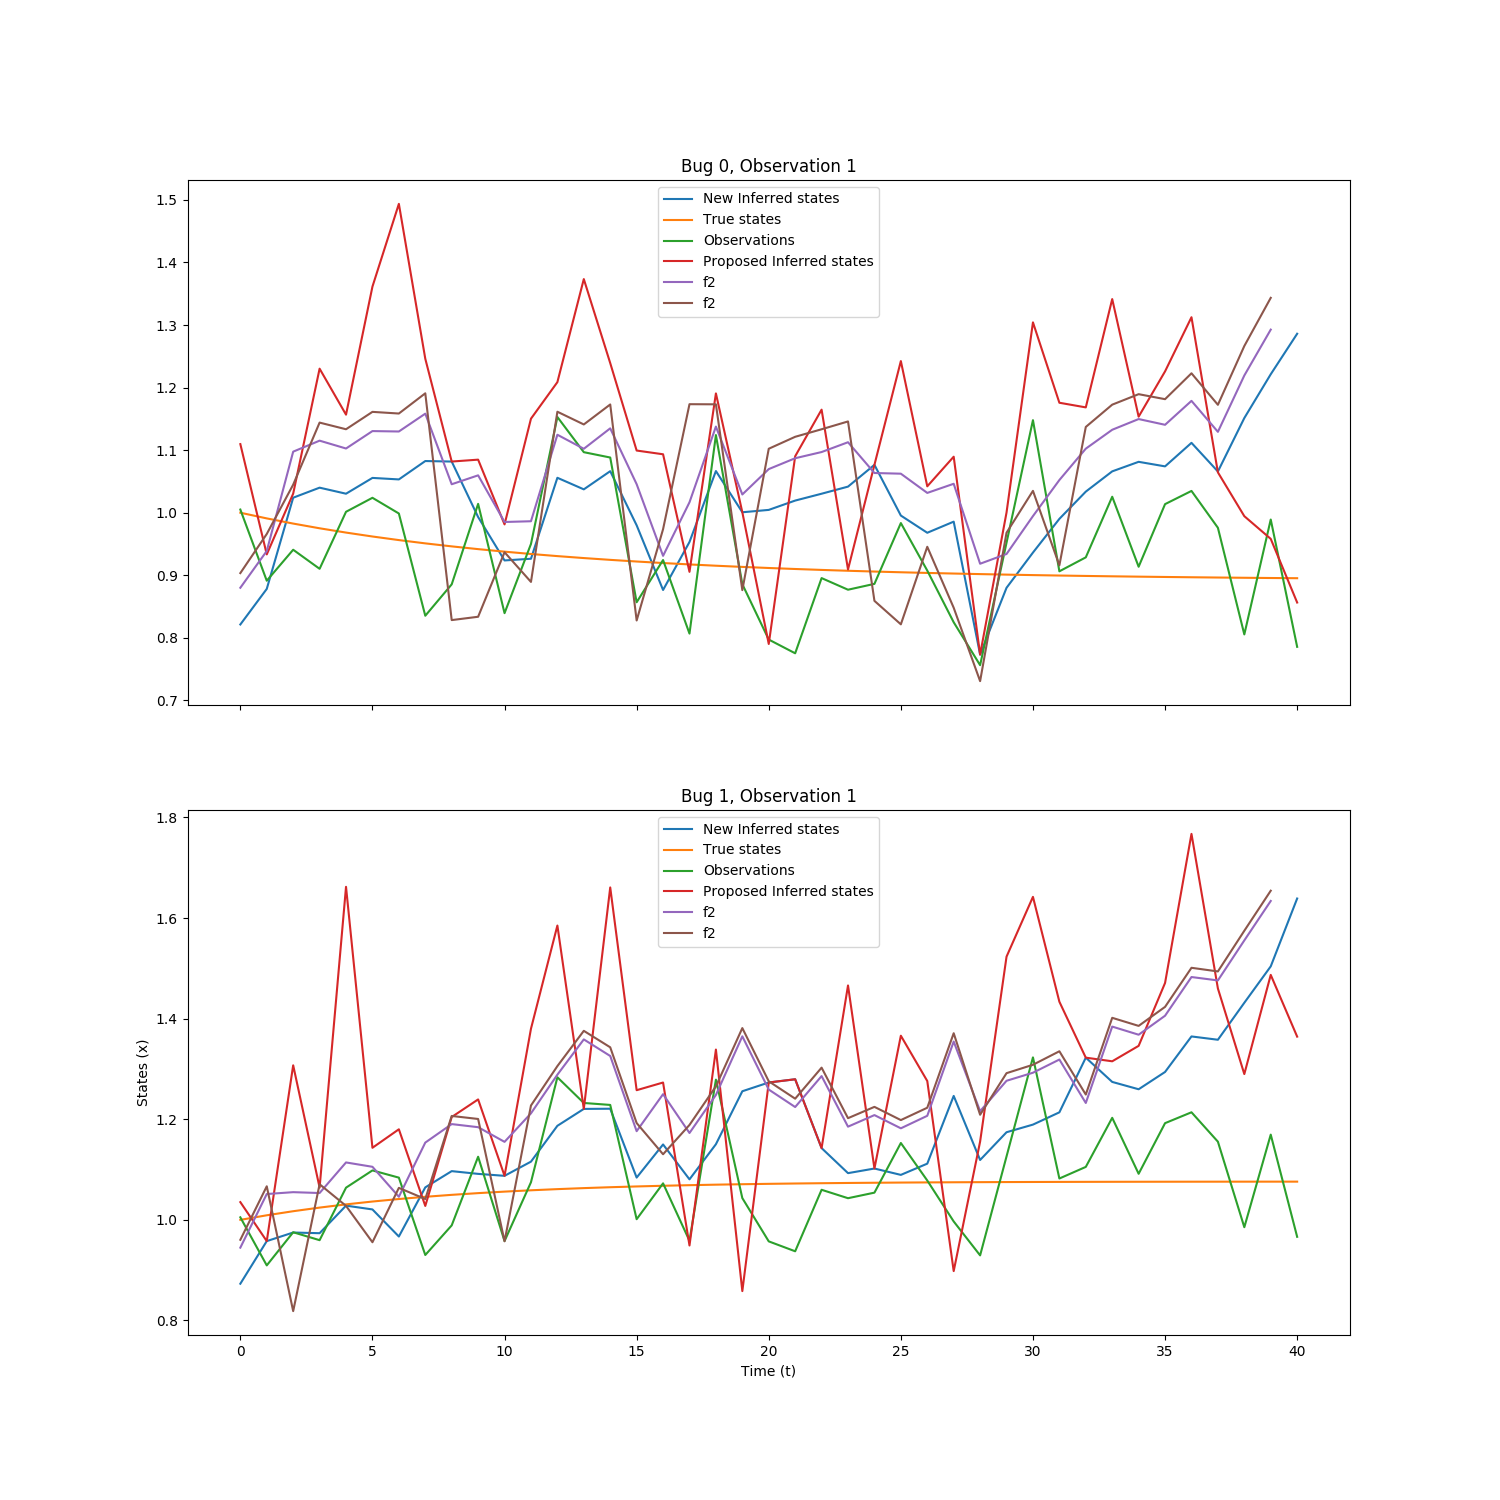 Bug 0, Observation 1
1.5
1.4
1.3
1.2
1.1
1.0
0.9
0.8
0.7
New Inferred states
True states
Observations
Proposed Inferred states
f2
f2
Bug 1, Observation 1
1.8
1.6
1.4
1.2
1.0
0.8
States (x)
New Inferred states
True states
Observations
Proposed Inferred states
f2
f2
0 5 10 15 20 25 30 35 40
Time (t)